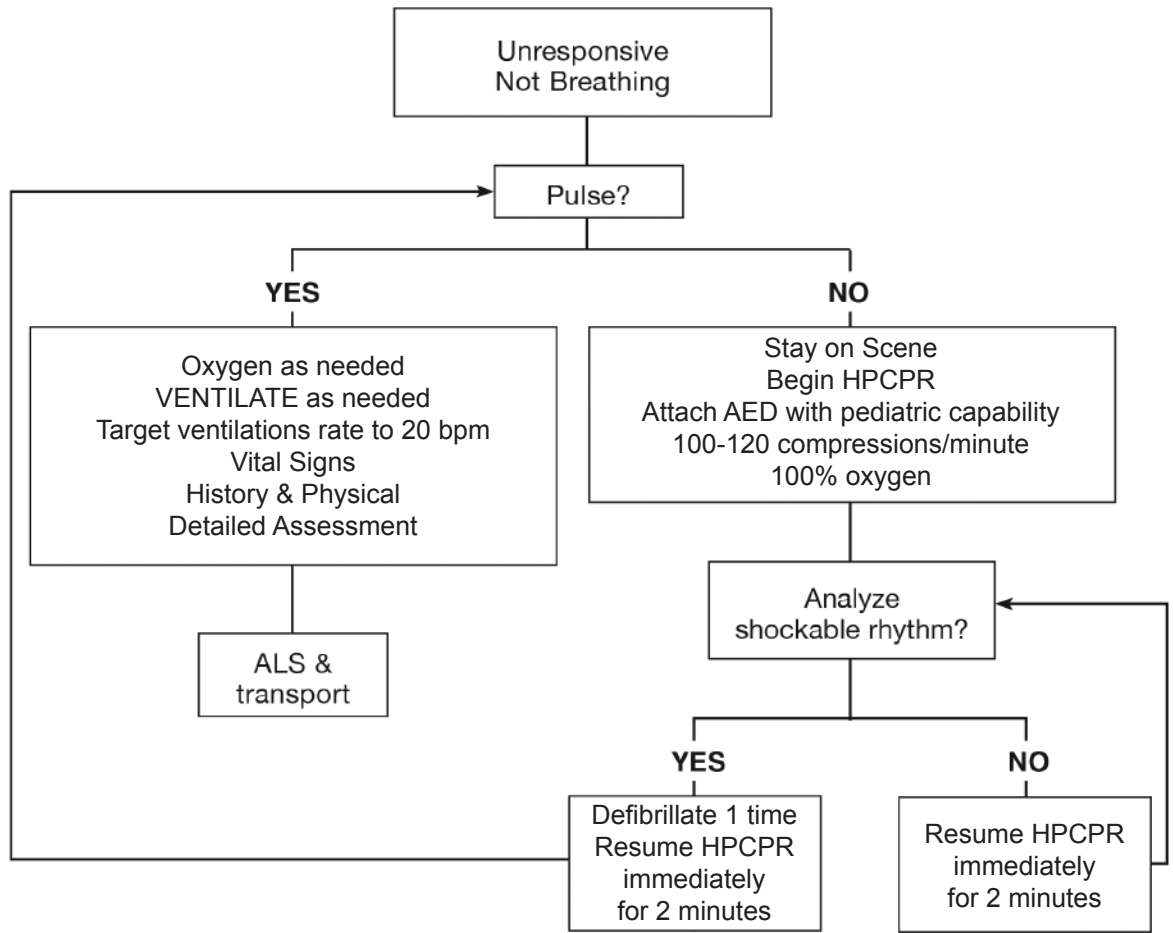 Unresponsive
Not Breathing
Pulse?
YES
NO
Oxygen as needed
VENTILATE as needed
Target ventilations rate to 20 bpm
Vital Signs
History & Physical
Detailed Assessment
Stay on Scene
Begin HPCPR
Attach AED with pediatric capability
100-120 compressions/minute
100% oxygen
ALS &
transport
Analyze
shockable rhythm?
YES
NO
Defibrillate 1 time
Resume HPCPR
immediately
for 2 minutes
Resume HPCPR
immediately
for 2 minutes